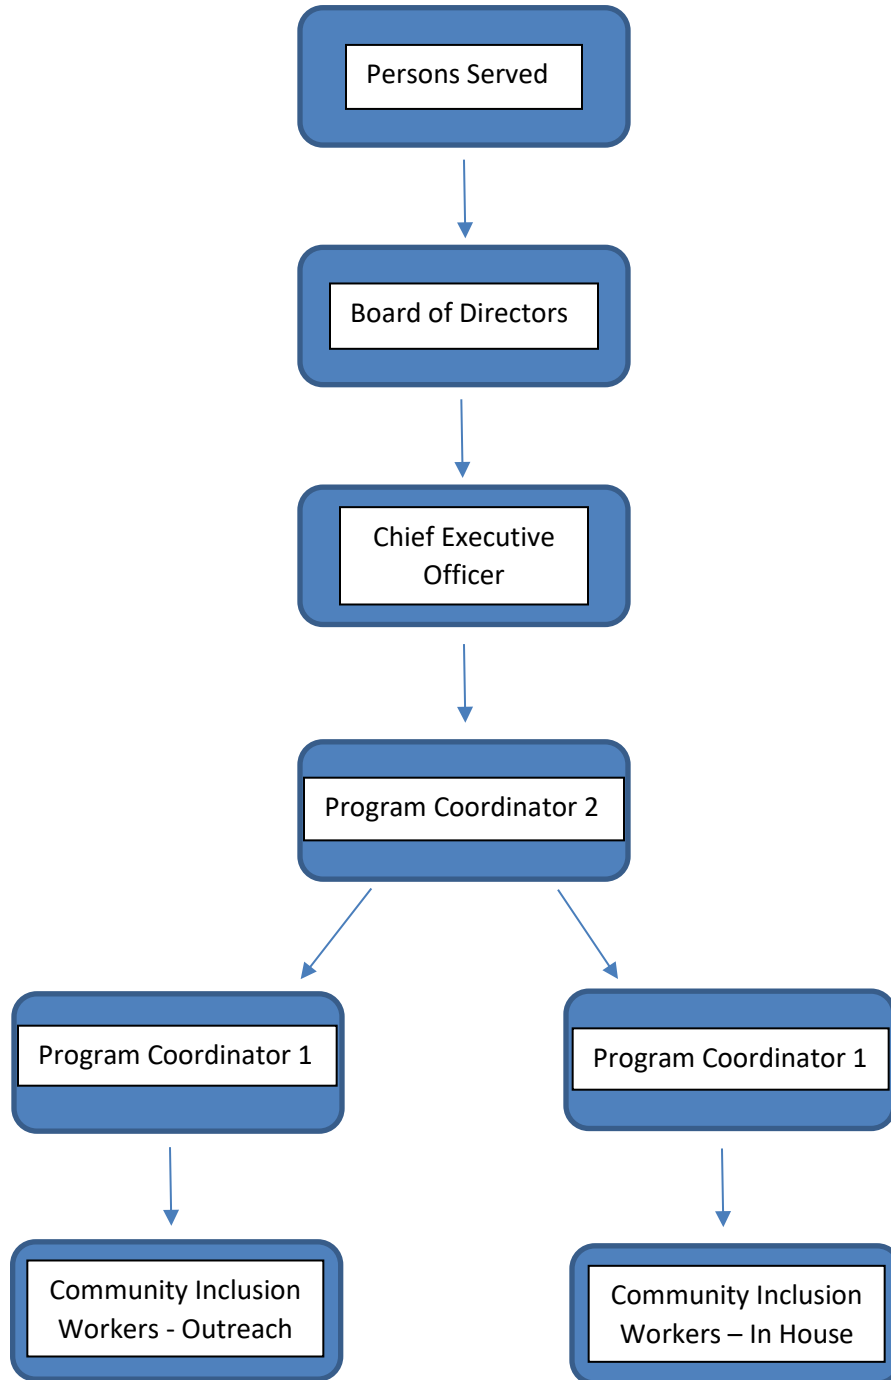 Persons Served
Board of Directors
Chief Executive
Officer
Program Coordinator 2
Program Coordinator 1
Program Coordinator 1
Community Inclusion
Workers - Outreach
Community Inclusion
Workers – In House